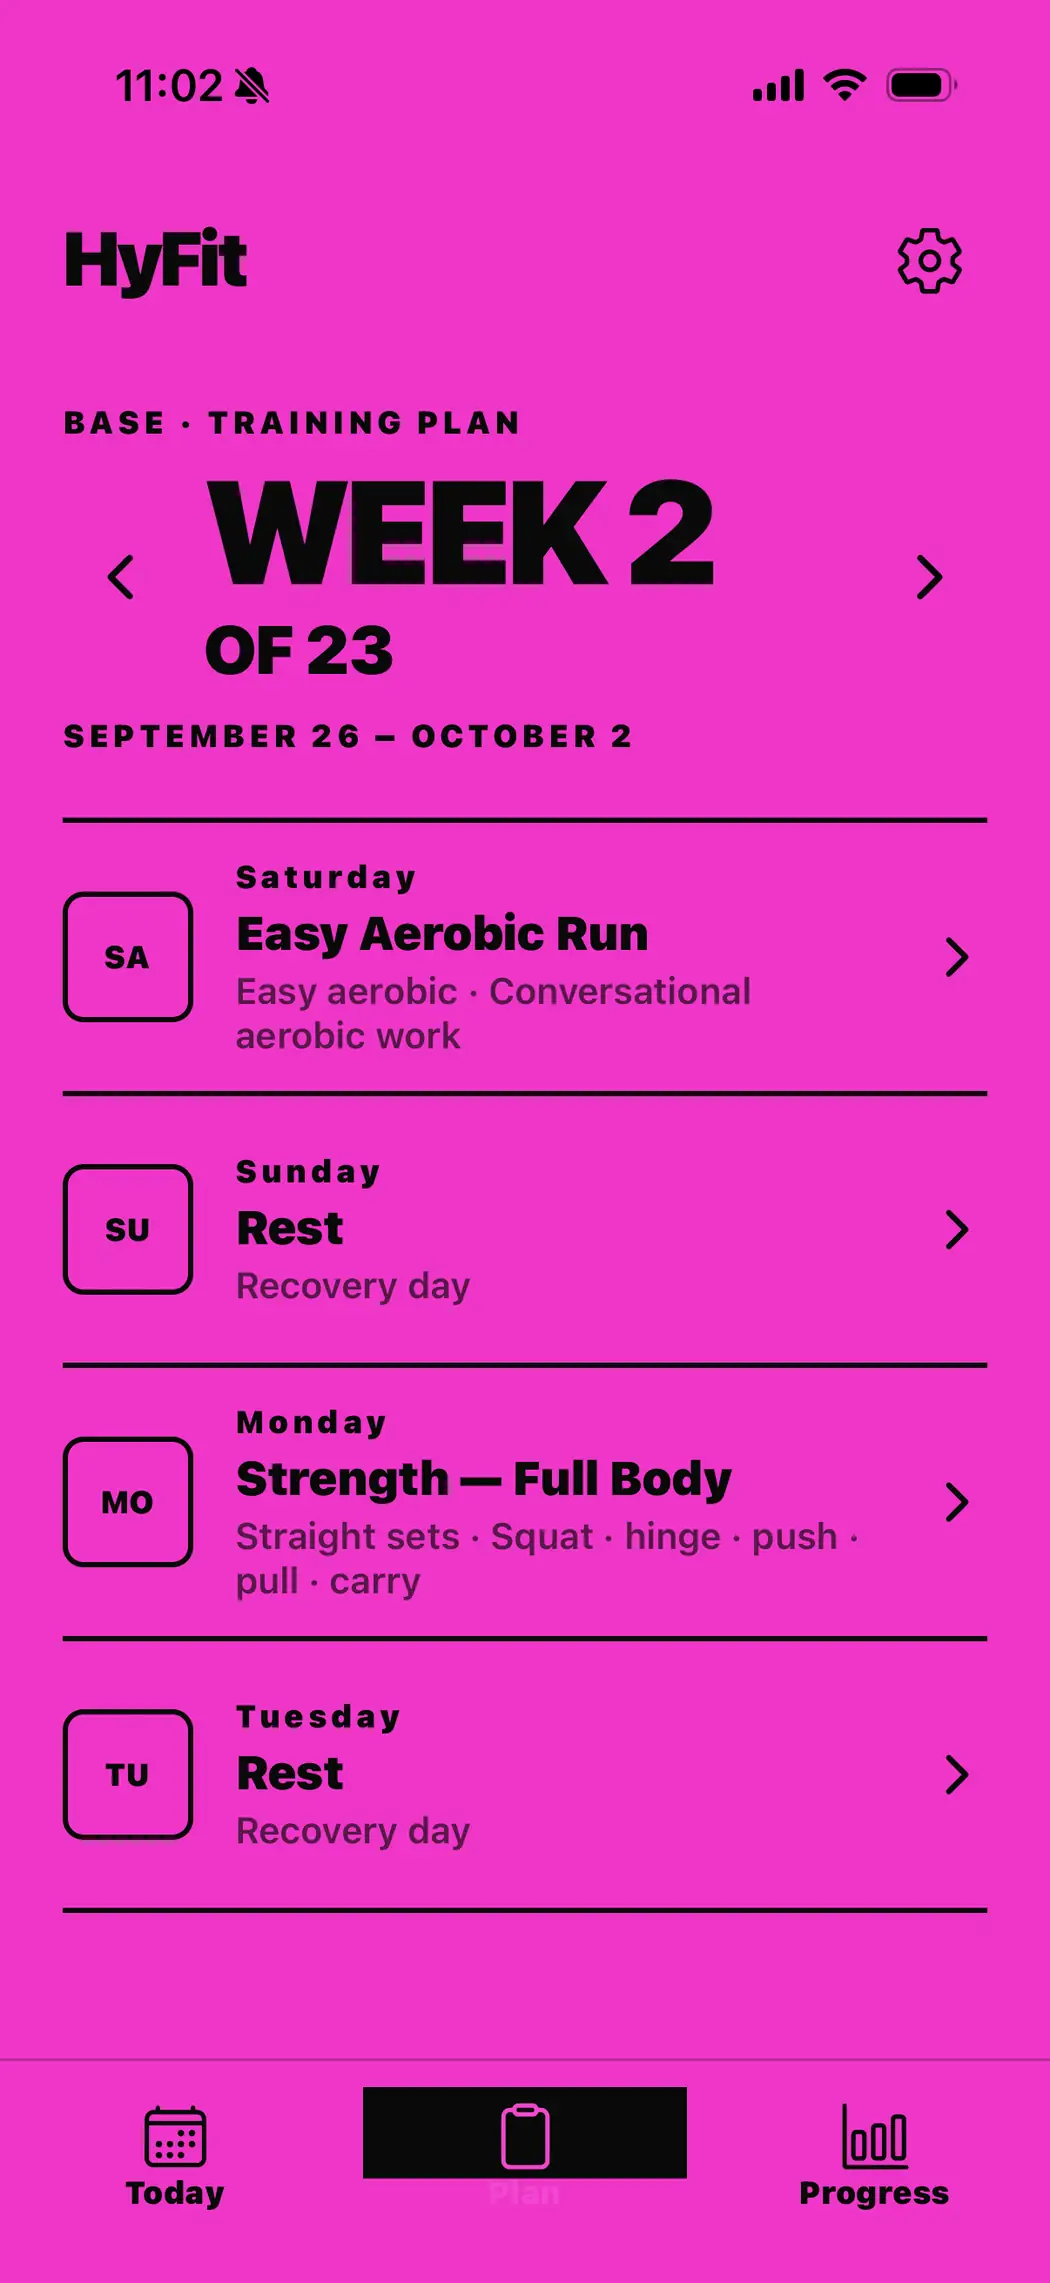 11:02
HyFit
BASE · TRAINING PLAN
WEEK 2
OF 23
SEPTEMBER 26 – OCTOBER 2
SA
Saturday
Easy Aerobic Run
Easy aerobic · Conversational
aerobic work
SU
Sunday
Rest
Recovery day
MO
Monday
Strength — Full Body
Straight sets · Squat · hinge · push ·
pull · carry
TU
Tuesday
Rest
Recovery day
Today
Plan
Progress